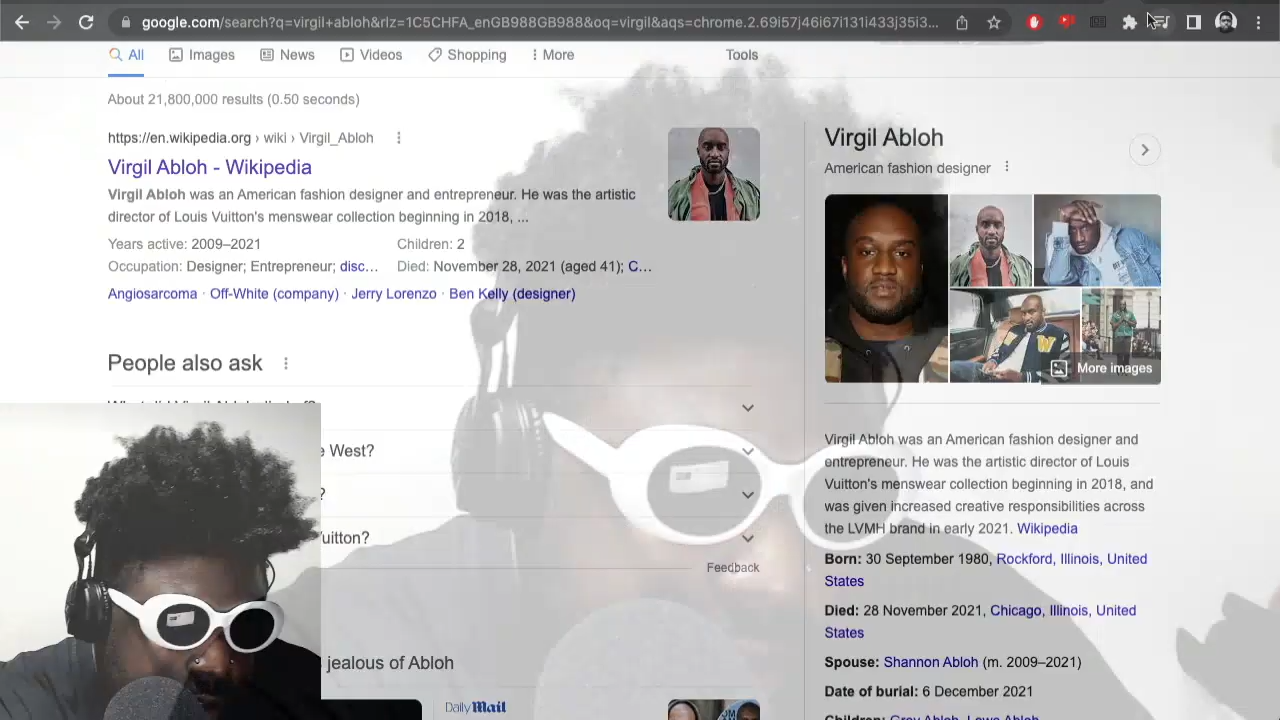 google.com/search?q=virgil+abloh&rlz=1C5CHFA_enGB988GB988&oq=virgil&aqs=chrome.2.69i57j46i67i131i433j35i3...
All
Images
News
Videos
Shopping
More
Tools
About 21,800,000 results (0.50 seconds)
https://en.wikipedia.org › wiki › Virgil_Abloh
Virgil Abloh - Wikipedia
Virgil Abloh was an American fashion designer and entrepreneur. He was the artistic
director of Louis Vuitton's menswear collection beginning in 2018, ...
Years active: 2009–2021
Children: 2
Occupation: Designer; Entrepreneur; disc...
Died: November 28, 2021 (aged 41); C...
Angiosarcoma · Off-White (company) · Jerry Lorenzo · Ben Kelly (designer)
People also ask
e West?
?
uitton?
Feedback
jealous of Abloh
Daily Mail
Virgil Abloh
American fashion designer
More images
Virgil Abloh was an American fashion designer and
entrepreneur. He was the artistic director of Louis
Vuitton's menswear collection beginning in 2018, and
was given increased creative responsibilities across
the LVMH brand in early 2021. Wikipedia
Born: 30 September 1980, Rockford, Illinois, United
States
Died: 28 November 2021, Chicago, Illinois, United
States
Spouse: Shannon Abloh (m. 2009–2021)
Date of burial: 6 December 2021
Children: Grey Abloh, Lowe Abloh